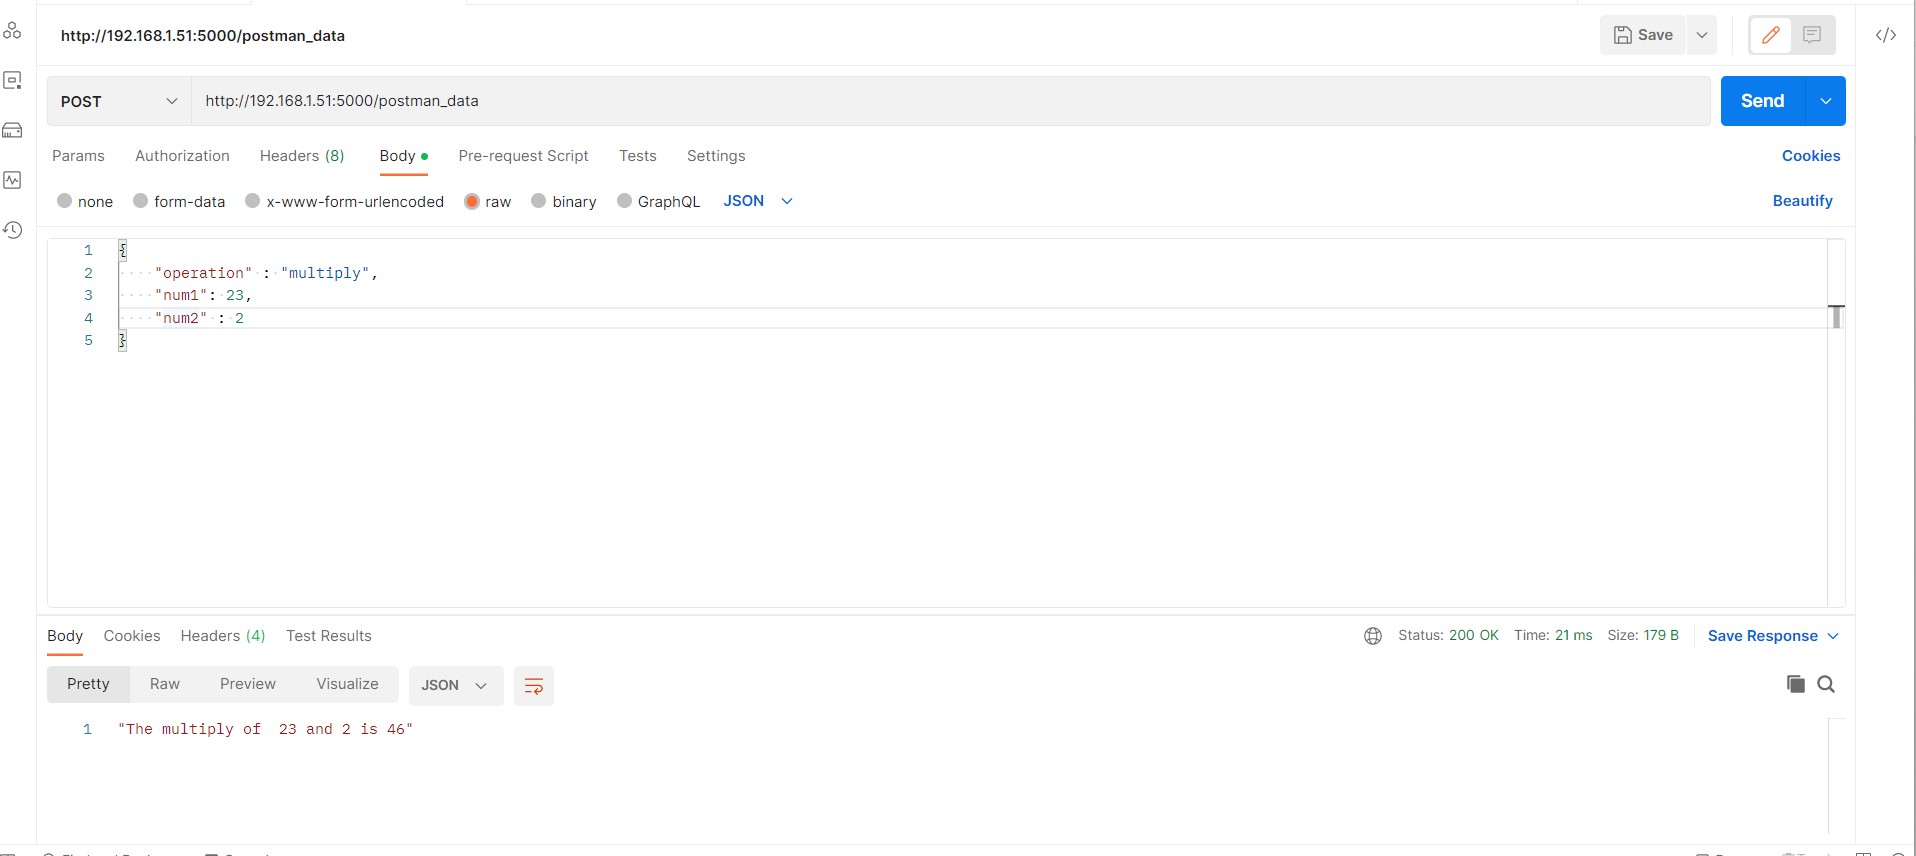 http://192.168.1.51:5000/postman_data
Save
POST
http://192.168.1.51:5000/postman_data
Send
Params Authorization Headers (8) Body Pre-request Script Tests Settings Cookies
none form-data x-www-form-urlencoded raw binary GraphQL JSON Beautify
1 {
2 "operation" : "multiply",
3 "num1": 23,
4 "num2" : 2
5 }
Body Cookies Headers (4) Test Results Status: 200 OK Time: 21 ms Size: 179 B Save Response
Pretty Raw Preview Visualize JSON
1 "The multiply of  23 and 2 is 46"